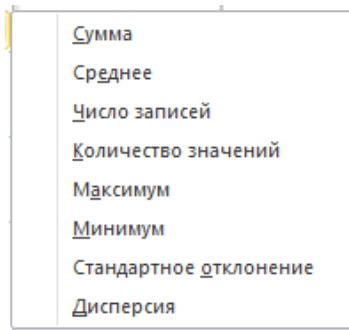 Сумма
Среднее
Число записей
Количество значений
Максимум
Минимум
Стандартное отклонение
Дисперсия